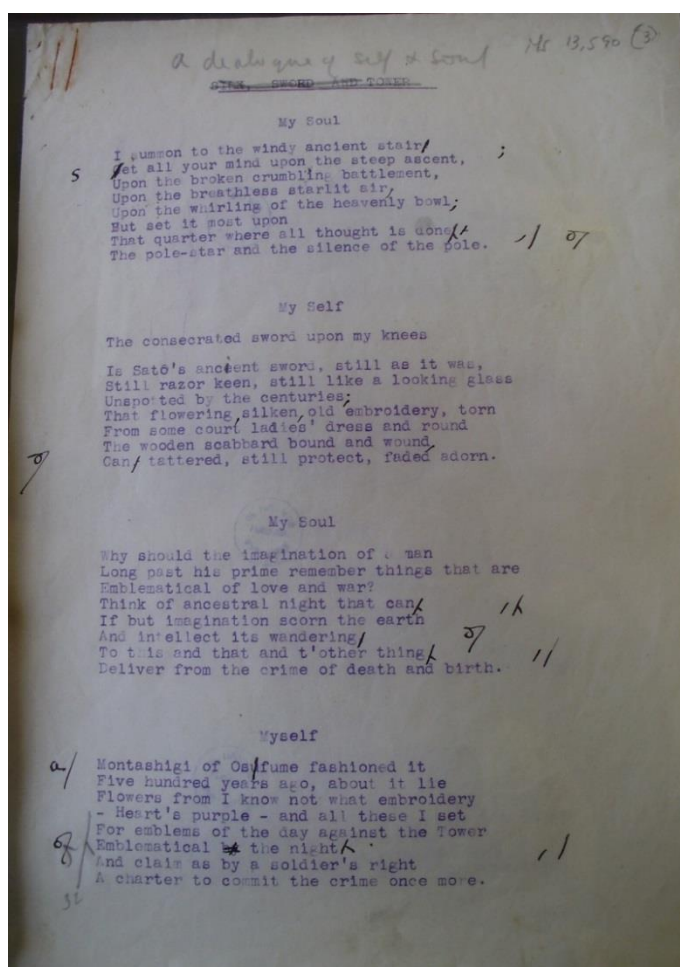 Ms 13,590 (3)
a dialogue of self & soul
STEM, SWORD AND TOWER
My Soul
I summon to the windy ancient stair ;
s et all your mind upon the steep ascent,
Upon the broken crumbling battlement,
Upon the breathless starlit air,
Upon the whirling of the heavenly bowl;
But set it most upon
That quarter where all thought is done, ,/
The pole-star and the silence of the pole.
My Self
The consecrated sword upon my knees
Is Satō's ancient sword, still as it was,
Still razor keen, still like a looking glass
Unspotted by the centuries;
That flowering, silken, old embroidery, torn
From some court ladies' dress and round
The wooden scabbard bound and wound,
Can/ tattered, still protect, faded adorn.
My Soul
Why should the imagination of a man
Long past his prime remember things that are
Emblematical of love and war?
Think of ancestral night that can ,/
If but imagination scorn the earth
And intellect its wandering/
To this and that and t'other thing ,/
Deliver from the crime of death and birth.
Myself
a/ Montashigi of Osufume fashioned it
Five hundred years ago, about it lie
Flowers from I know not what embroidery
- Heart's purple - and all these I set
For emblems of the day against the Tower
of Emblematical the night ,/
And claim as by a soldier's right
A charter to commit the crime once more.
32